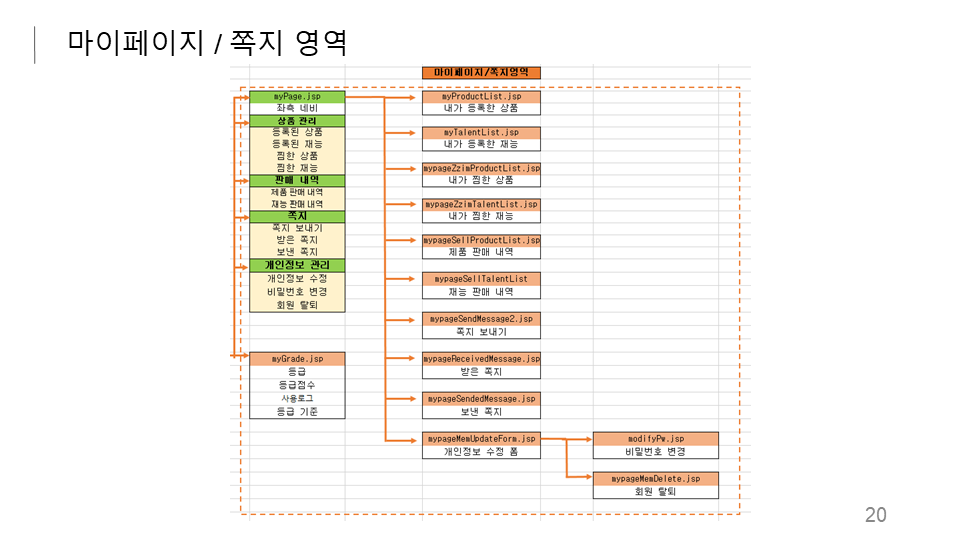 마이페이지 / 쪽지 영역
마이페이지/쪽지영역
myPage.jsp
좌측 네비
상품 관리
등록된 상품
등록된 재능
찜한 상품
찜한 재능
판매 내역
제품 판매 내역
재능 판매 내역
쪽지
쪽지 보내기
받은 쪽지
보낸 쪽지
개인정보 관리
개인정보 수정
비밀번호 변경
회원 탈퇴
myGrade.jsp
등급
등급점수
사용로그
등급 기준
myProductList.jsp
내가 등록한 상품
myTalentList.jsp
내가 등록한 재능
mypageZzimProductList.jsp
내가 찜한 상품
mypageZzimTalentList.jsp
내가 찜한 재능
mypageSellProductList.jsp
제품 판매 내역
mypageSellTalentList
재능 판매 내역
mypageSendMessage2.jsp
쪽지 보내기
mypageReceivedMessage.jsp
받은 쪽지
mypageSendedMessage.jsp
보낸 쪽지
mypageMemUpdateForm.jsp
개인정보 수정 폼
modifyPw.jsp
비밀번호 변경
mypageMemDelete.jsp
회원 탈퇴
20